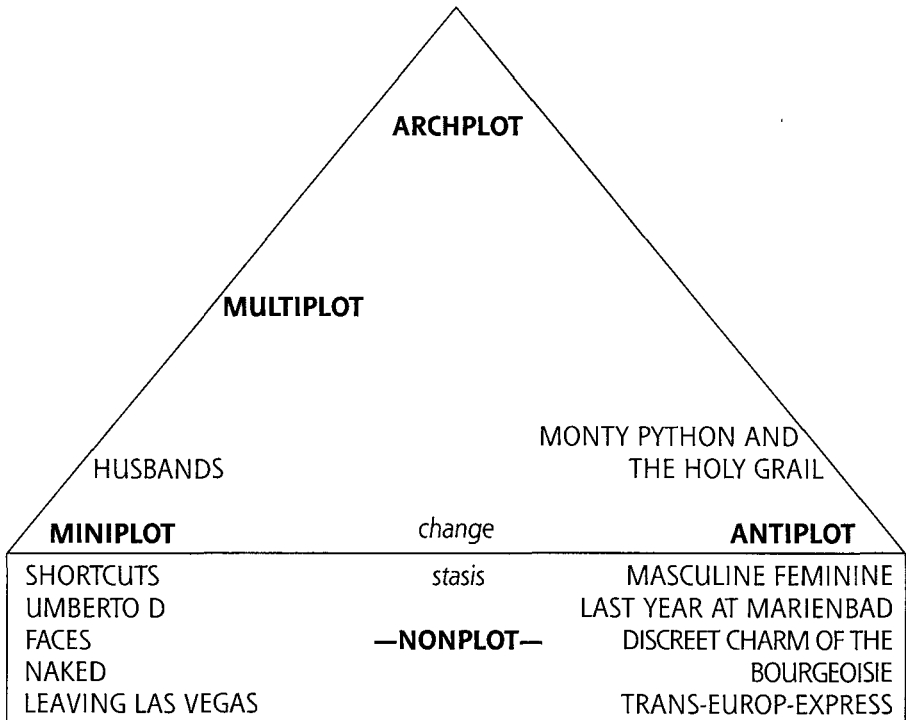 ARCHPLOT
MULTIPLOT
MONTY PYTHON AND
HUSBANDS
THE HOLY GRAIL
MINIPLOT
change
ANTIPLOT
SHORTCUTS
stasis
MASCULINE FEMININE
UMBERTO D
LAST YEAR AT MARIENBAD
FACES
—NONPLOT—
DISCREET CHARM OF THE
NAKED
BOURGEOISIE
LEAVING LAS VEGAS
TRANS-EUROP-EXPRESS